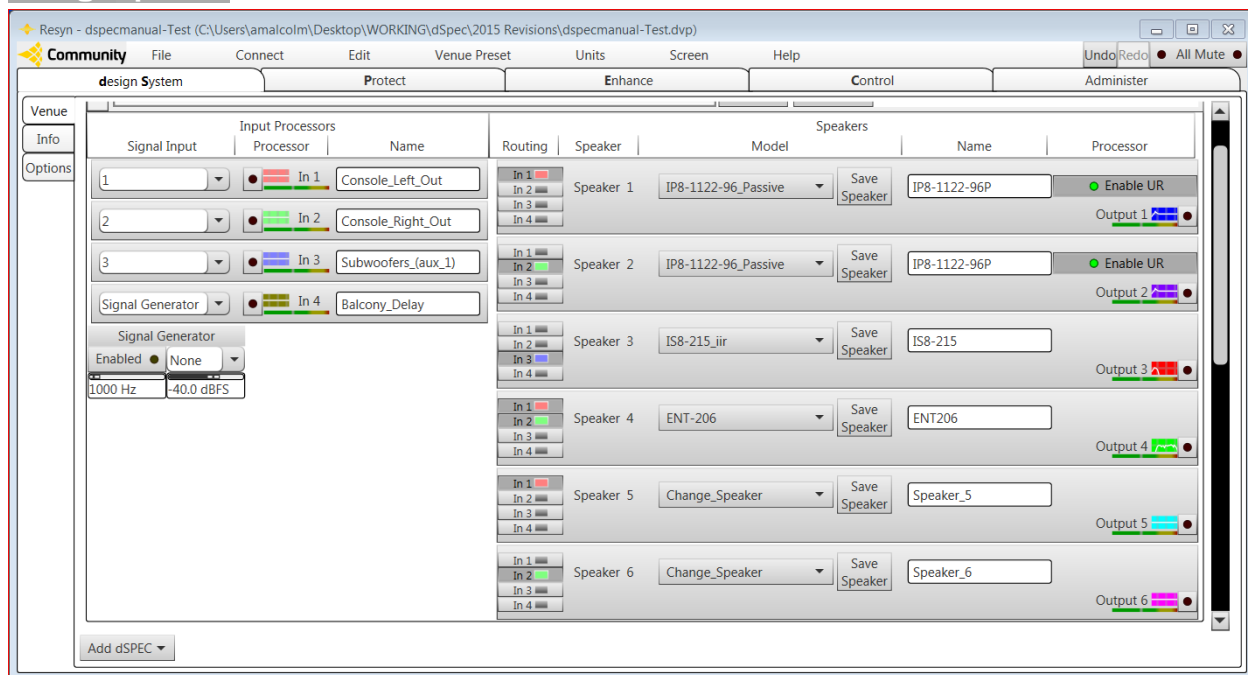 Resyn - dspecmanual-Test (C:\Users\amalcolm\Desktop\WORKING\dSpec\2015 Revisions\dspecmanual-Test.dvp)
Community File Connect Edit Venue Preset Units Screen Help Undo Redo All Mute
design System Protect Enhance Control Administer
Venue
Info
Options
Input Processors
Signal Input Processor Name
1 In 1 Console_Left_Out
2 In 2 Console_Right_Out
3 In 3 Subwoofers_(aux_1)
Signal Generator In 4 Balcony_Delay
Signal Generator
Enabled None
1000 Hz -40.0 dBFS
Speakers
Routing Speaker Model Name Processor
In 1
In 2
In 3
In 4
Speaker 1 IP8-1122-96_Passive Save Speaker IP8-1122-96P Enable UR
Output 1
In 1
In 2
In 3
In 4
Speaker 2 IP8-1122-96_Passive Save Speaker IP8-1122-96P Enable UR
Output 2
In 1
In 2
In 3
In 4
Speaker 3 IS8-215_iir Save Speaker IS8-215
Output 3
In 1
In 2
In 3
In 4
Speaker 4 ENT-206 Save Speaker ENT206
Output 4
In 1
In 2
In 3
In 4
Speaker 5 Change_Speaker Save Speaker Speaker_5
Output 5
In 1
In 2
In 3
In 4
Speaker 6 Change_Speaker Save Speaker Speaker_6
Output 6
Add dSPEC